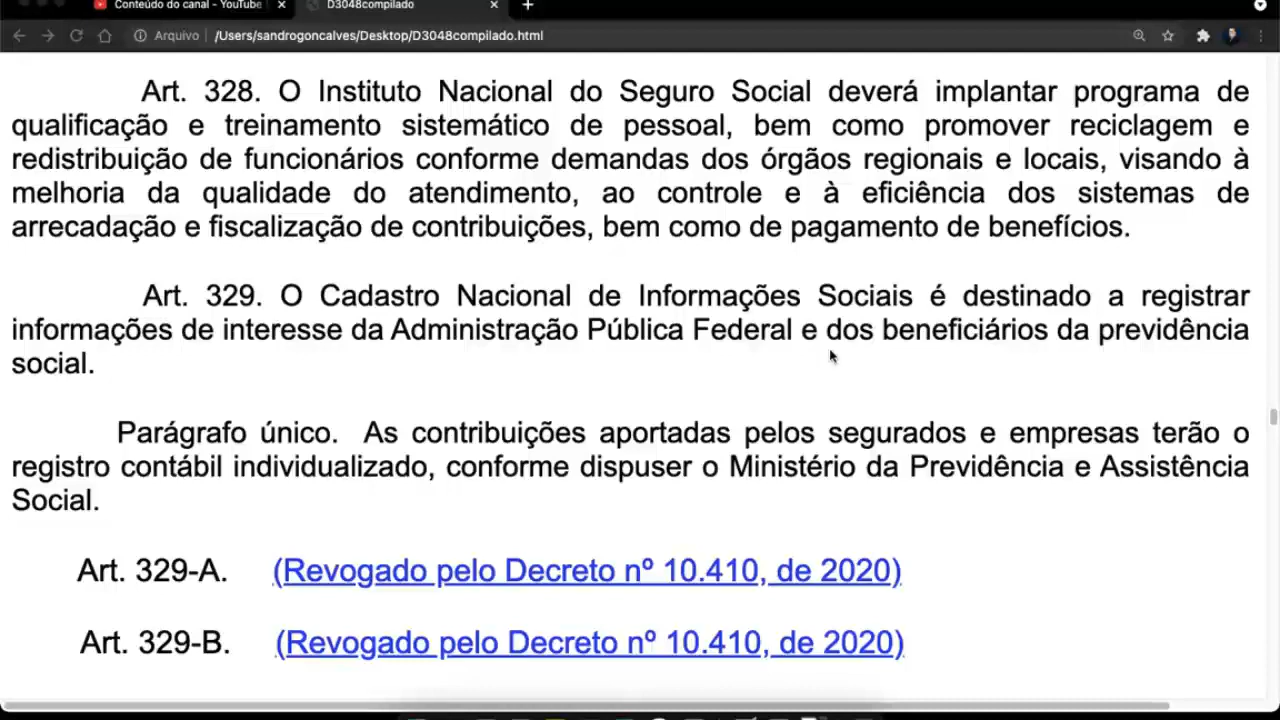 Conteúdo do canal - YouTube
D3048compilado
Arquivo /Users/sandrogoncalves/Desktop/D3048compilado.html
Art. 328. O Instituto Nacional do Seguro Social deverá implantar programa de
qualificação e treinamento sistemático de pessoal, bem como promover reciclagem e
redistribuição de funcionários conforme demandas dos órgãos regionais e locais, visando à
melhoria da qualidade do atendimento, ao controle e à eficiência dos sistemas de
arrecadação e fiscalização de contribuições, bem como de pagamento de benefícios.
Art. 329. O Cadastro Nacional de Informações Sociais é destinado a registrar
informações de interesse da Administração Pública Federal e dos beneficiários da previdência
social.
Parágrafo único. As contribuições aportadas pelos segurados e empresas terão o
registro contábil individualizado, conforme dispuser o Ministério da Previdência e Assistência
Social.
Art. 329-A. (Revogado pelo Decreto nº 10.410, de 2020)
Art. 329-B. (Revogado pelo Decreto nº 10.410, de 2020)